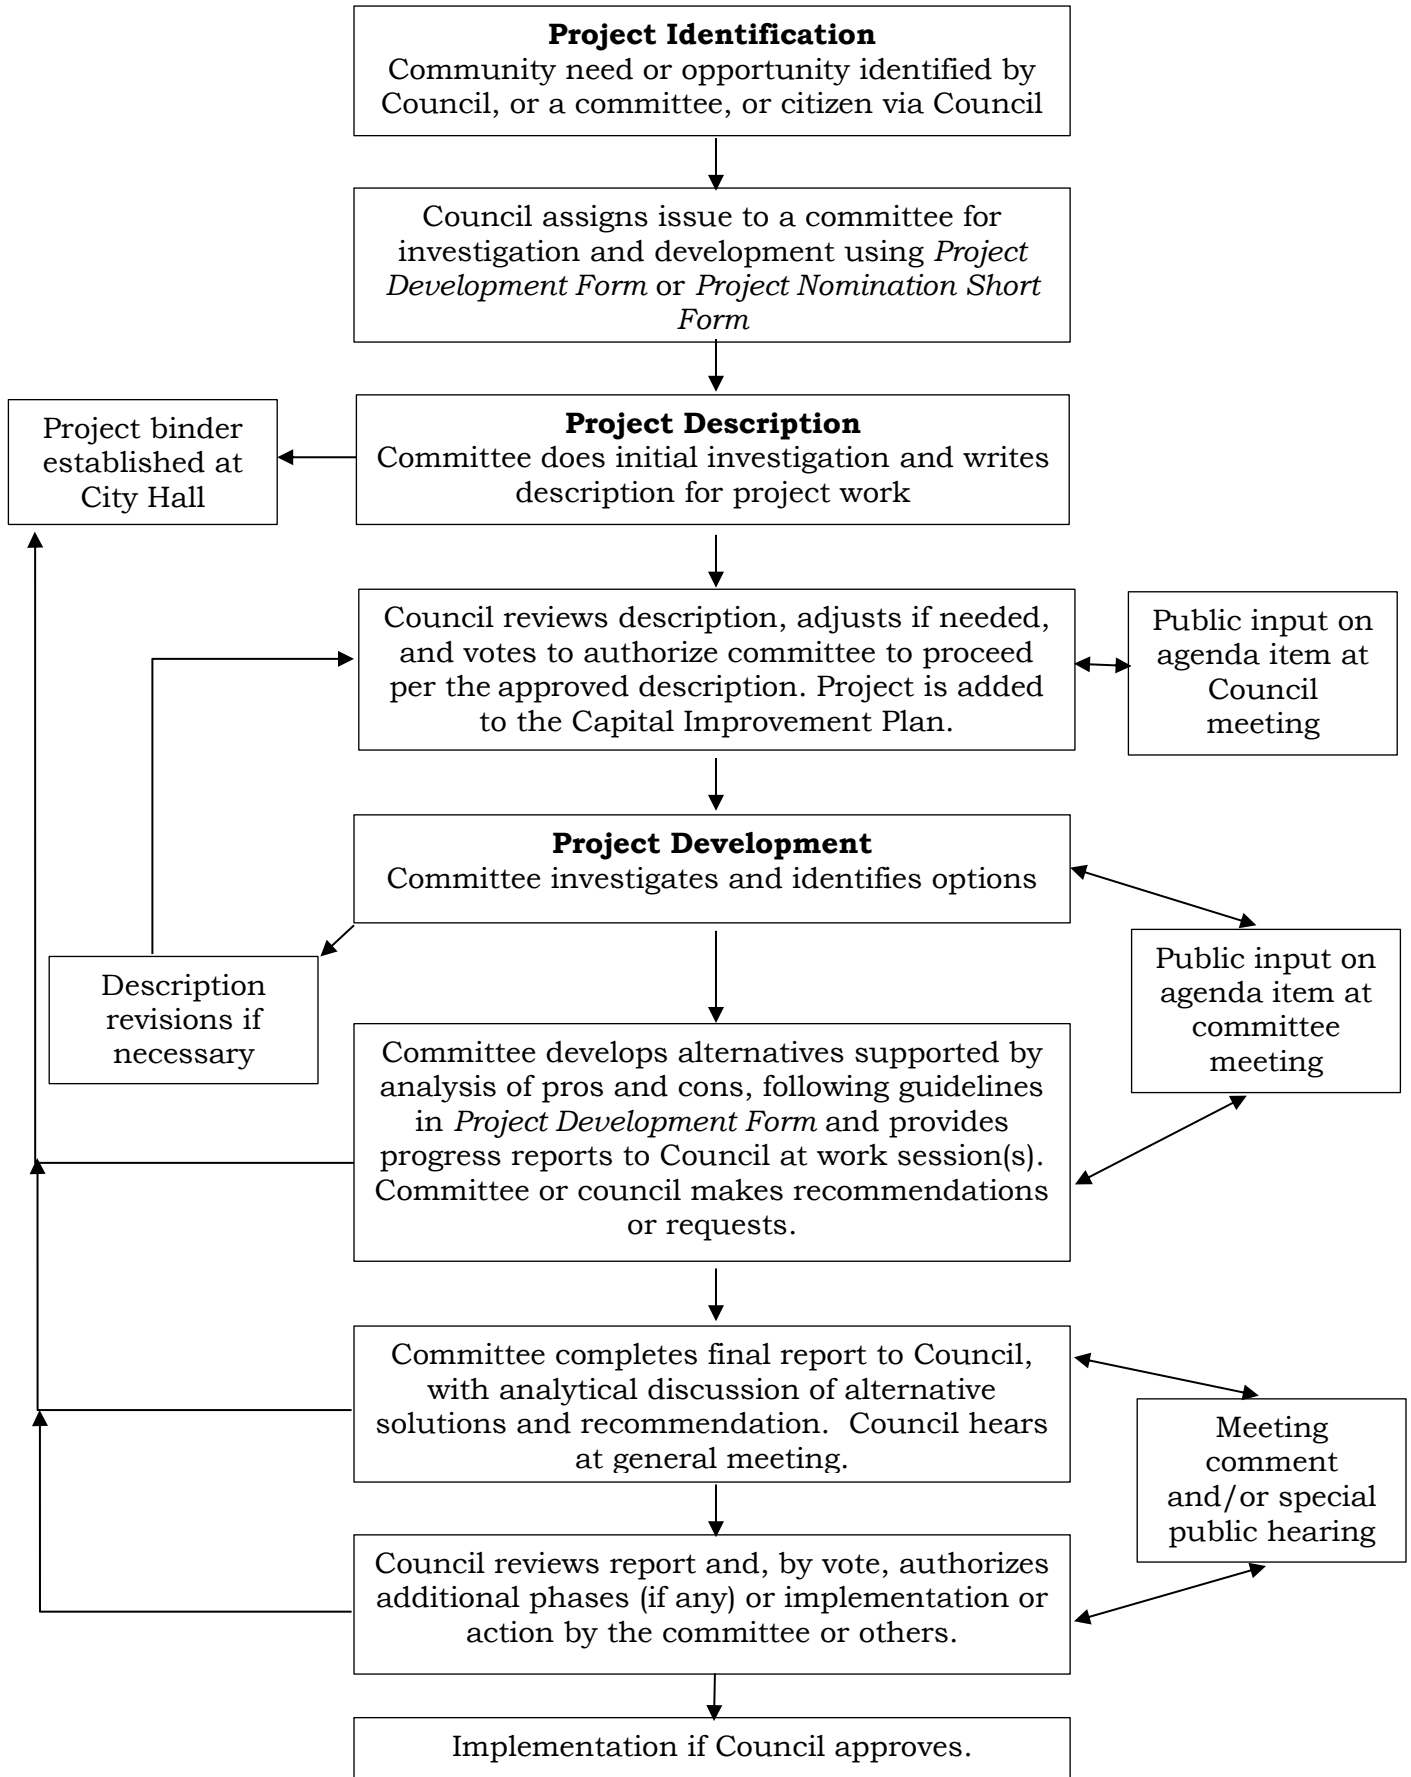 Project Identification
Community need or opportunity identified by
Council, or a committee, or citizen via Council
Council assigns issue to a committee for
investigation and development using Project
Development Form or Project Nomination Short
Form
Project binder
established at
City Hall
Project Description
Committee does initial investigation and writes
description for project work
Council reviews description, adjusts if needed,
and votes to authorize committee to proceed
per the approved description. Project is added
to the Capital Improvement Plan.
Public input on
agenda item at
Council
meeting
Project Development
Committee investigates and identifies options
Description
revisions if
necessary
Public input on
agenda item at
committee
meeting
Committee develops alternatives supported by
analysis of pros and cons, following guidelines
in Project Development Form and provides
progress reports to Council at work session(s).
Committee or council makes recommendations
or requests.
Committee completes final report to Council,
with analytical discussion of alternative
solutions and recommendation.  Council hears
at general meeting.
Meeting
comment
and/or special
public hearing
Council reviews report and, by vote, authorizes
additional phases (if any) or implementation or
action by the committee or others.
Implementation if Council approves.